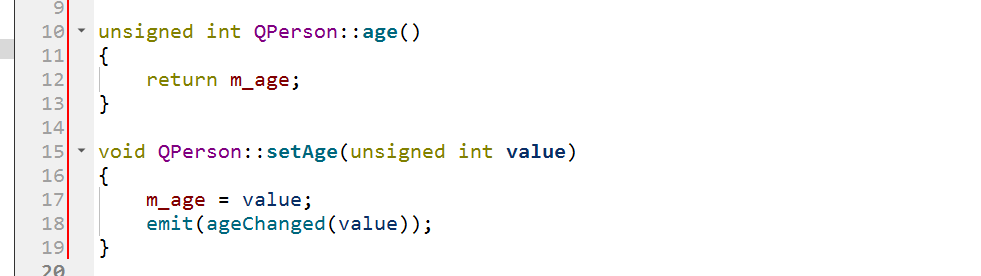 9
10 unsigned int QPerson::age()
11 {
12 return m_age;
13 }
14
15 void QPerson::setAge(unsigned int value)
16 {
17 m_age = value;
18 emit(ageChanged(value));
19 }
20